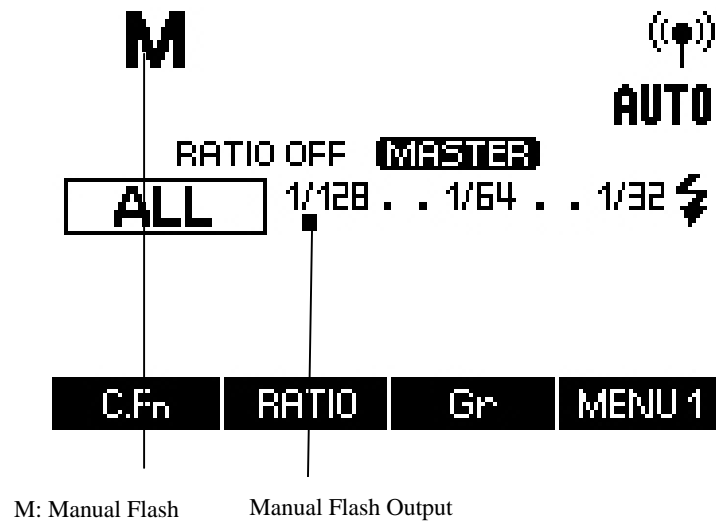 M
AUTO
RATIO OFF MASTER
ALL 1/128 . . 1/64 . . 1/32
C.Fn RATIO Gr MENU 1
M: Manual Flash Manual Flash Output